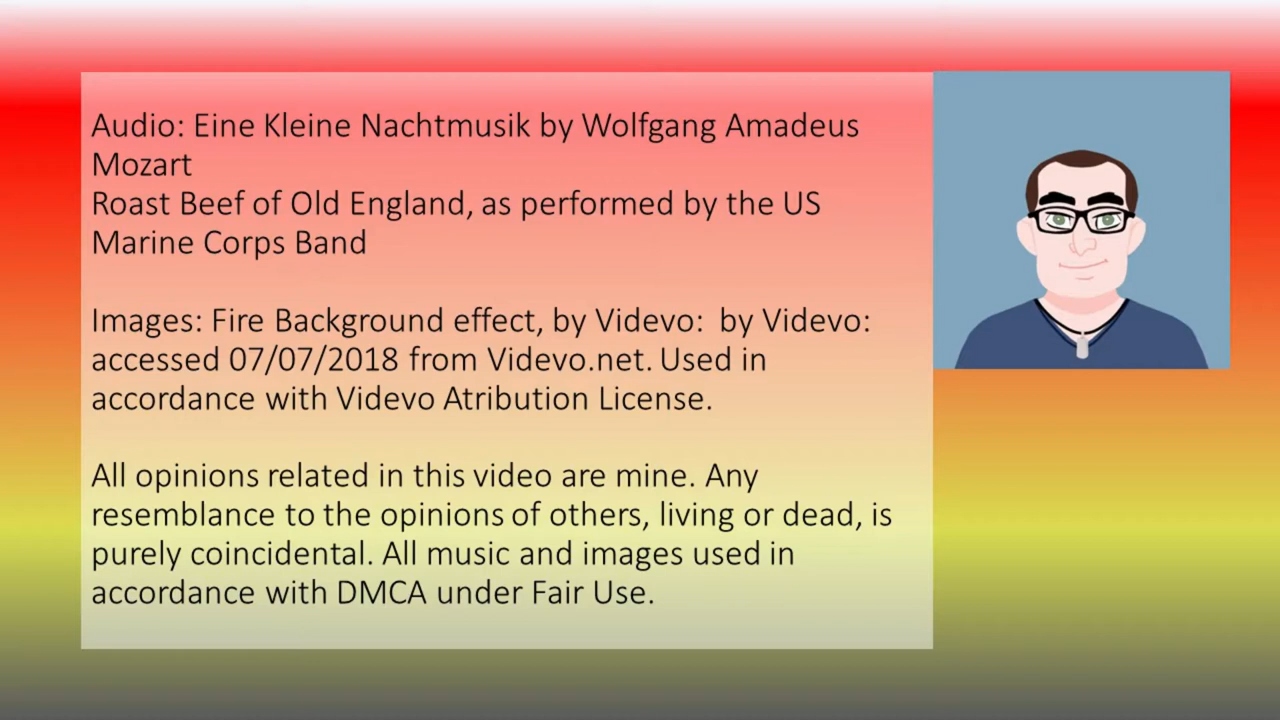 Audio: Eine Kleine Nachtmusik by Wolfgang Amadeus
Mozart
Roast Beef of Old England, as performed by the US
Marine Corps Band
Images: Fire Background effect, by Videvo:  by Videvo:
accessed 07/07/2018 from Videvo.net. Used in
accordance with Videvo Atribution License.
All opinions related in this video are mine. Any
resemblance to the opinions of others, living or dead, is
purely coincidental. All music and images used in
accordance with DMCA under Fair Use.